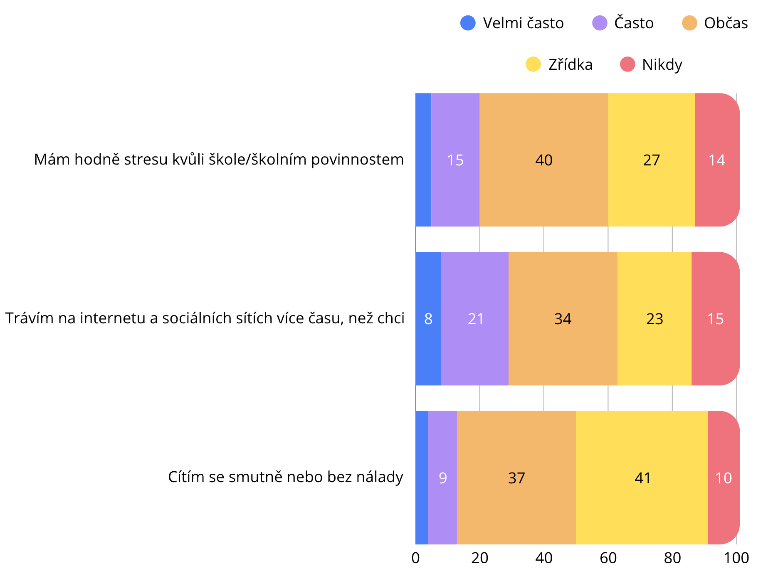 Velmi často Často Občas
Zřídka Nikdy
Mám hodně stresu kvůli škole/školním povinnostem 15 40 27 14
Trávím na internetu a sociálních sítích více času, než chci 8 21 34 23 15
Cítím se smutně nebo bez nálady 9 37 41 10
0 20 40 60 80 100